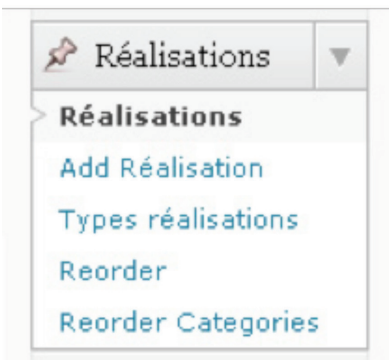 Réalisations
Réalisations
Add Réalisation
Types réalisations
Reorder
Reorder Categories